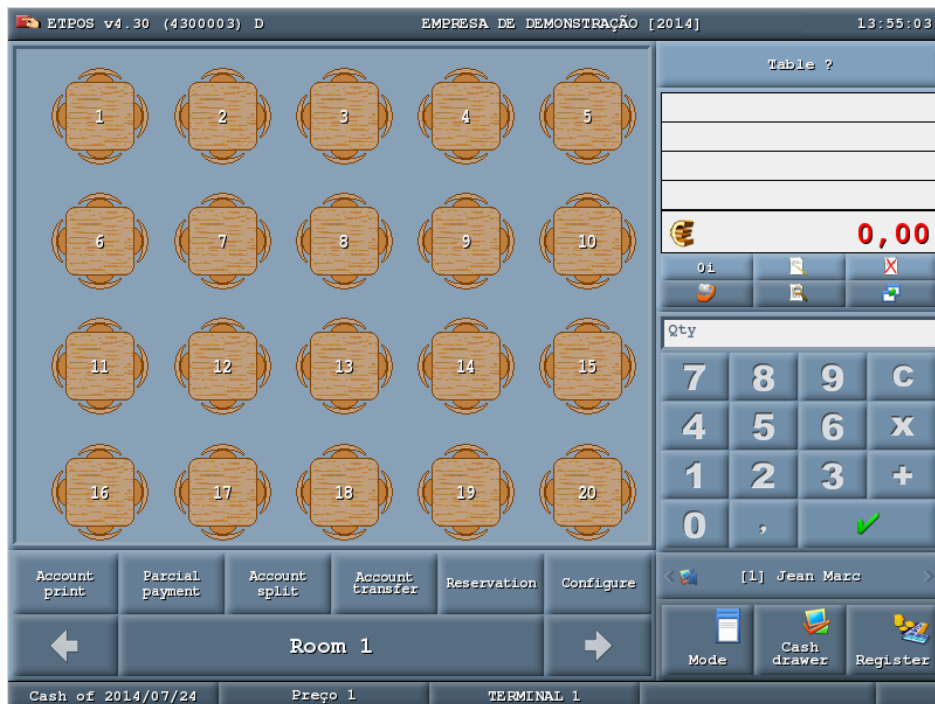 ETPOS v4.30 (4300003) D
EMPRESA DE DEMONSTRAÇÃO [2014]
13:55:03
Table ?
1 2 3 4 5
6 7 8 9 10
11 12 13 14 15
16 17 18 19 20
0,00
0i
Qty
7 8 9 C
4 5 6 X
1 2 3 +
0 ,
Account print
Parcial payment
Account split
Account transfer
Reservation
Configure
[1] Jean Marc
Room 1
Mode
Cash drawer
Register
Cash of 2014/07/24
Preço 1
TERMINAL 1